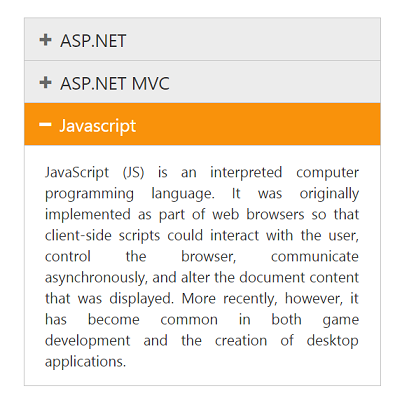 ASP.NET
ASP.NET MVC
Javascript
JavaScript (JS) is an interpreted computer
programming language. It was originally
implemented as part of web browsers so that
client-side scripts could interact with the user,
control the browser, communicate
asynchronously, and alter the document content
that was displayed. More recently, however, it
has become common in both game
development and the creation of desktop
applications.